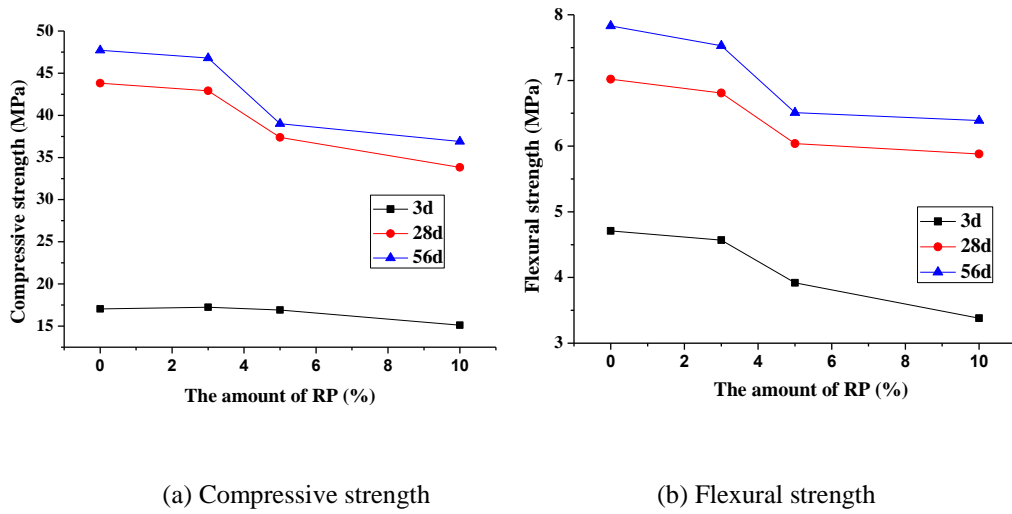 50
45
40
35
30
25
20
15
Compressive strength (MPa)
3d
28d
56d
0 2 4 6 8 10
The amount of RP (%)
8
7
6
5
4
3
Flexural strength (MPa)
3d
28d
56d
0 2 4 6 8 10
The amount of RP (%)
(a) Compressive strength
(b) Flexural strength